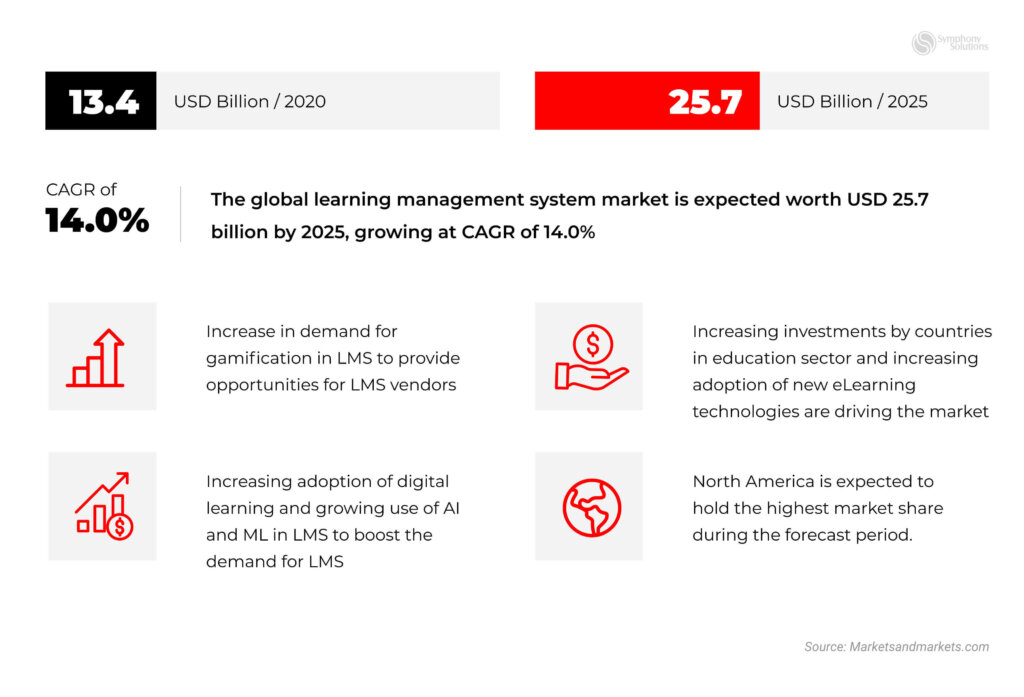 Symphony
Solutions
13.4 USD Billion / 2020
25.7 USD Billion / 2025
CAGR of
14.0%
The global learning management system market is expected worth USD 25.7
billion by 2025, growing at CAGR of 14.0%
Increase in demand for
gamification in LMS to provide
opportunities for LMS vendors
$
Increasing investments by countries
in education sector and increasing
adoption of new eLearning
technologies are driving the market
$
Increasing adoption of digital
learning and growing use of AI
and ML in LMS to boost the
demand for LMS
North America is expected to
hold the highest market share
during the forecast period.
Source: Marketsandmarkets.com